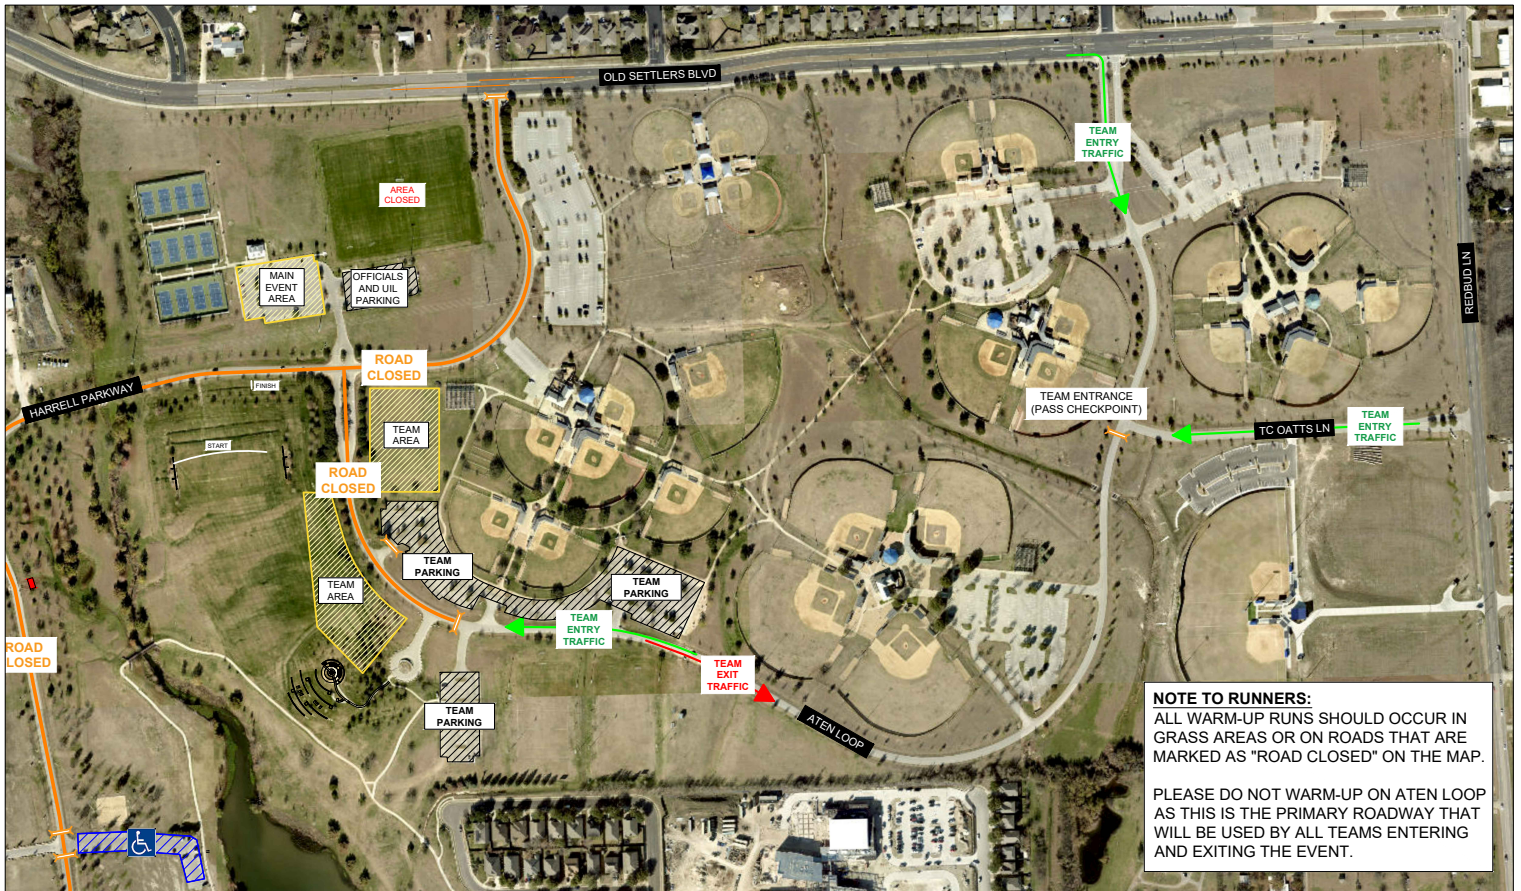 OLD SETTLERS BLVD
TEAM
ENTRY
TRAFFIC
AREA
CLOSED
MAIN
EVENT
AREA
OFFICIALS
AND UIL
PARKING
REDBUD LN
ROAD
CLOSED
HARRELL PARKWAY
FINISH
TEAM ENTRANCE
(PASS CHECKPOINT)
TEAM
AREA
START
TC OATTS LN
TEAM
ENTRY
TRAFFIC
ROAD
CLOSED
TEAM
PARKING
TEAM
AREA
TEAM
PARKING
TEAM
ENTRY
TRAFFIC
ROAD
LOSED
TEAM
EXIT
TRAFFIC
TEAM
PARKING
ATEN LOOP
NOTE TO RUNNERS:
ALL WARM-UP RUNS SHOULD OCCUR IN
GRASS AREAS OR ON ROADS THAT ARE
MARKED AS "ROAD CLOSED" ON THE MAP.
PLEASE DO NOT WARM-UP ON ATEN LOOP
AS THIS IS THE PRIMARY ROADWAY THAT
WILL BE USED BY ALL TEAMS ENTERING
AND EXITING THE EVENT.